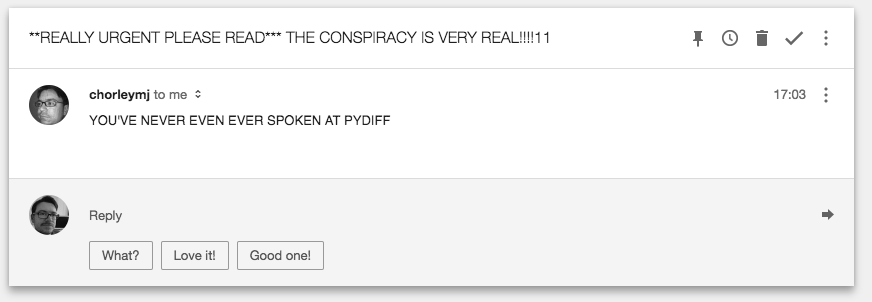 **REALLY URGENT PLEASE READ*** THE CONSPIRACY IS VERY REAL!!!!11
chorleymj to me
17:03
YOU'VE NEVER EVEN EVER SPOKEN AT PYDIFF
Reply
What? Love it! Good one!